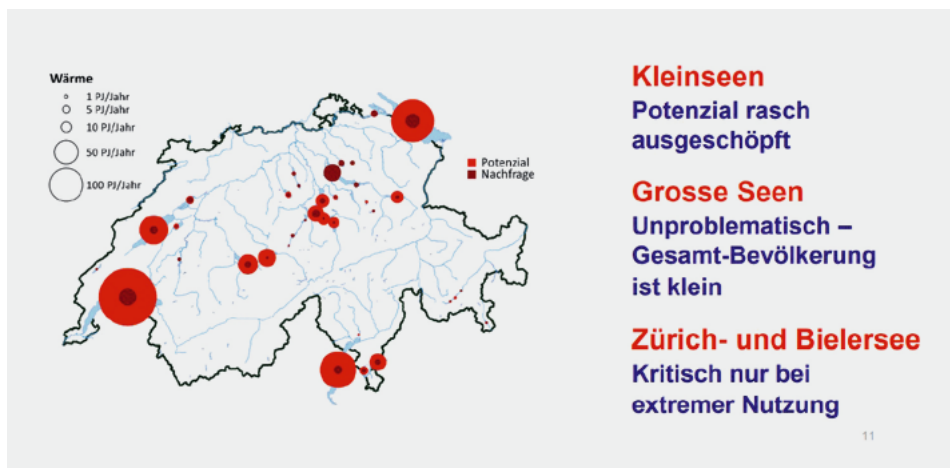 Wärme
1 PJ/Jahr
5 PJ/Jahr
10 PJ/Jahr
50 PJ/Jahr
100 PJ/Jahr
Potenzial
Nachfrage
Kleinseen
Potenzial rasch
ausgeschöpft
Grosse Seen
Unproblematisch –
Gesamt-Bevölkerung
ist klein
Zürich- und Bielersee
Kritisch nur bei
extremer Nutzung
11